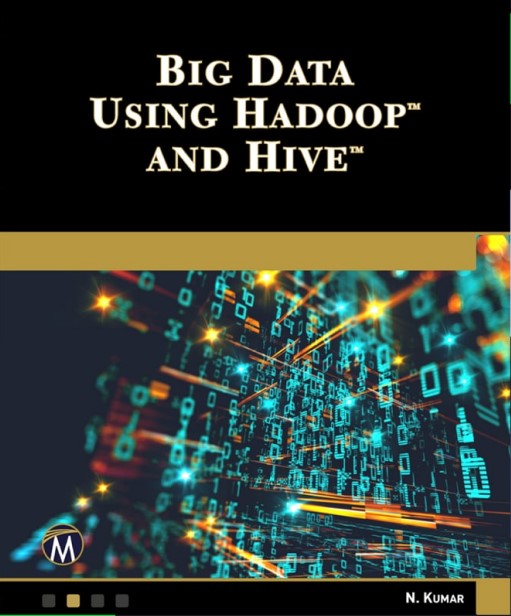 BIG DATA
USING HADOOP™
AND HIVE™
M
N. KUMAR